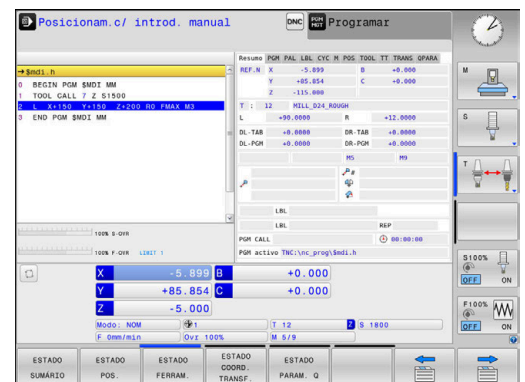 Posicionam.c/ introd. manual
DNC
PGM MGT
Programar
→$mdi.h
0 BEGIN PGM $MDI MM
1 TOOL CALL 7 Z S1500
2 L X+150 Y+150 Z+200 R0 FMAX M3
3 END PGM $MDI MM
100% S-OVR
100% F-OVR LIMIT 1
Resumo PGM PAL LBL CYC M POS TOOL TT TRANS QPARA
REF.N X -5.899 B +0.000
Y +85.854 C +0.000
Z -115.000
T : 12 MILL_D24_ROUGH
L +90.0000 R +12.0000
DL-TAB +0.0000 DR-TAB +0.0000
DL-PGM +0.0000 DR-PGM +0.0000
M5 M9
LBL
LBL REP
PGM CALL 00:00:00
PGM activo TNC:\nc_prog\$mdi.h
X -5.899 B +0.000
Y +85.854 C +0.000
Z -5.000
Modo: NOM 1 T 12 Z S 1800
F 0mm/min Ovr 100% M 5/9
M
S
T
S100%
OFF ON
F100%
OFF ON
ESTADO SUMÁRIO
ESTADO POS.
ESTADO FERRAM.
ESTADO COORD. TRANSF.
ESTADO PARAM. Q